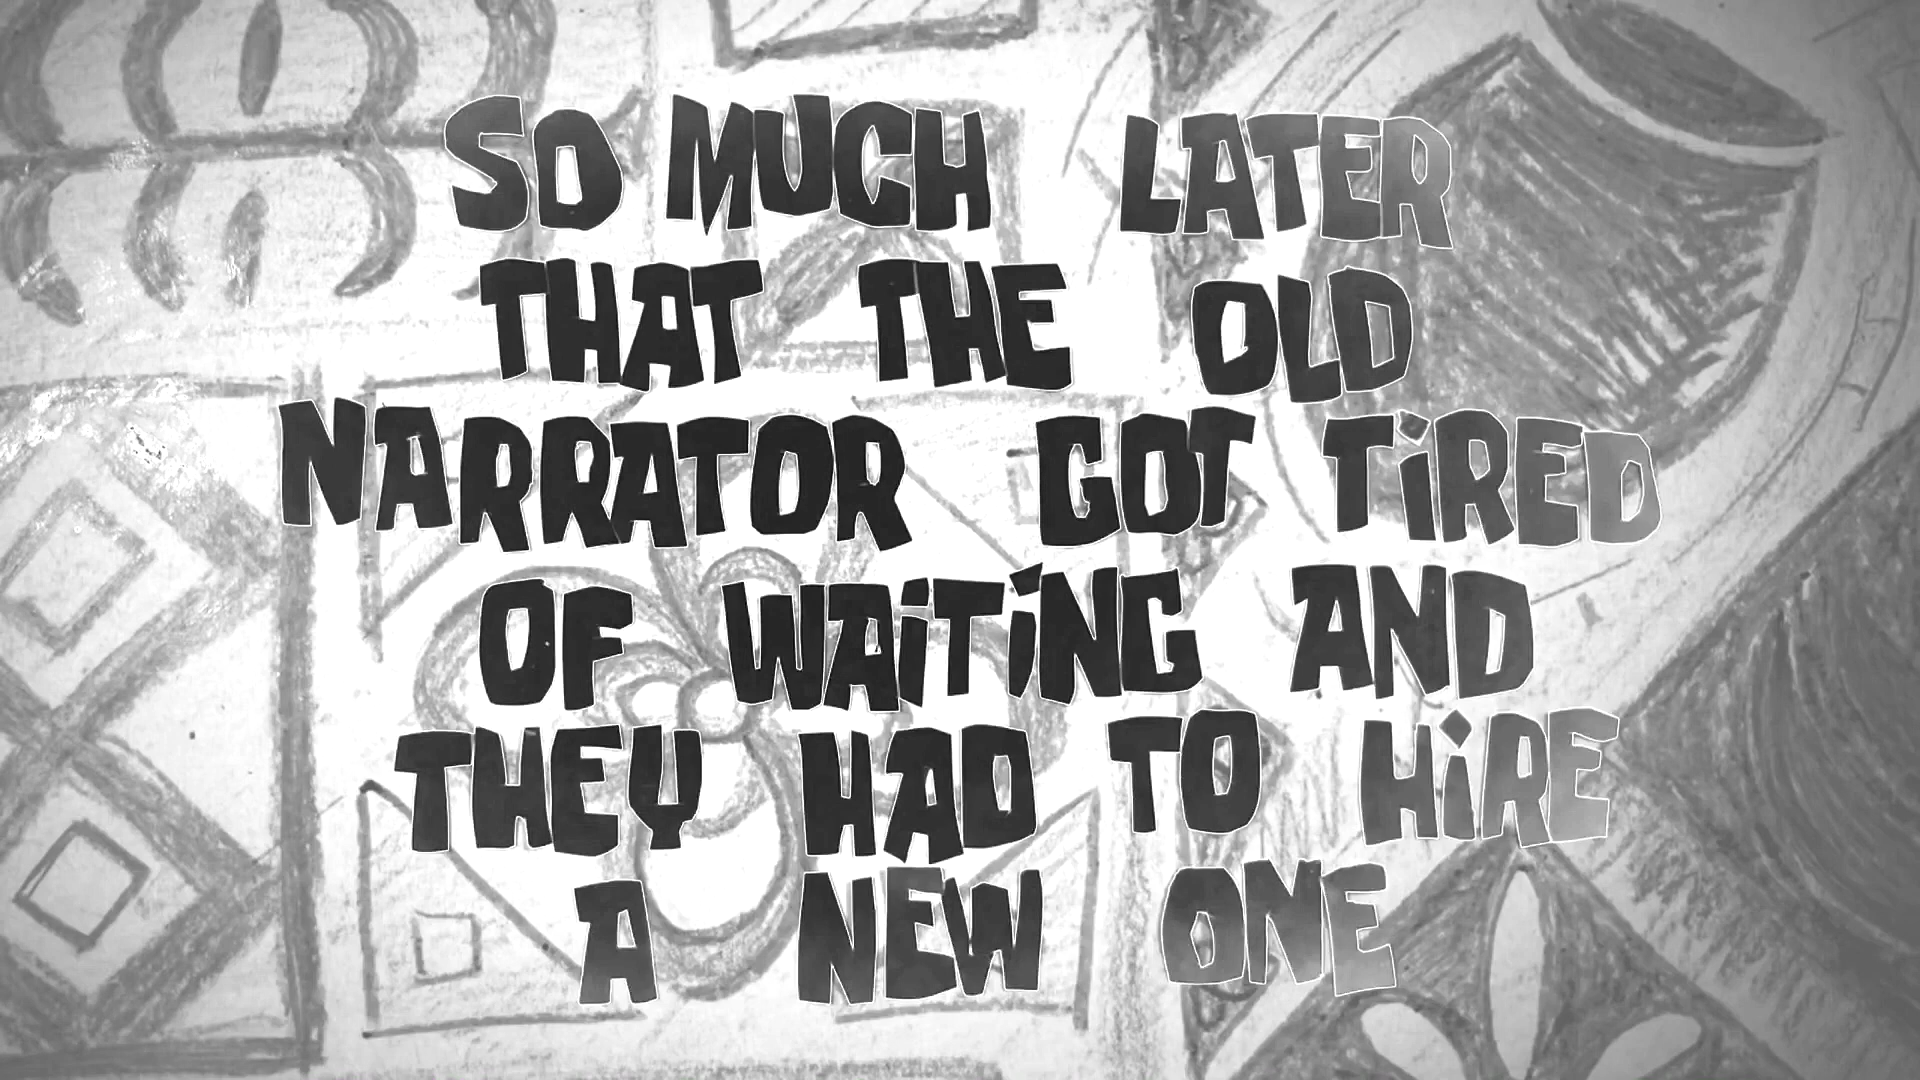 SO MUCH LATER
THAT THE OLD
NARRATOR GOT TiRED
OF WAiTiNG AND
THEY HAD TO HiRE
A NEW ONE